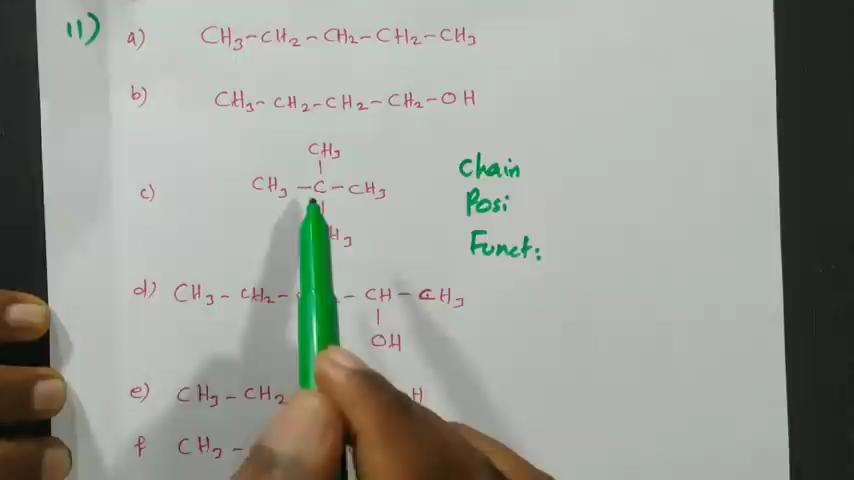 11) a) CH3-CH2-CH2-CH2-CH3
b) CH3-CH2-CH2-CH2-OH
CH3
c) CH3-C-CH3
H3
chain
Posi
Funct:
d) CH3-CH2- - CH-CH3
OH
e) CH3-CH2 H
f CH3-